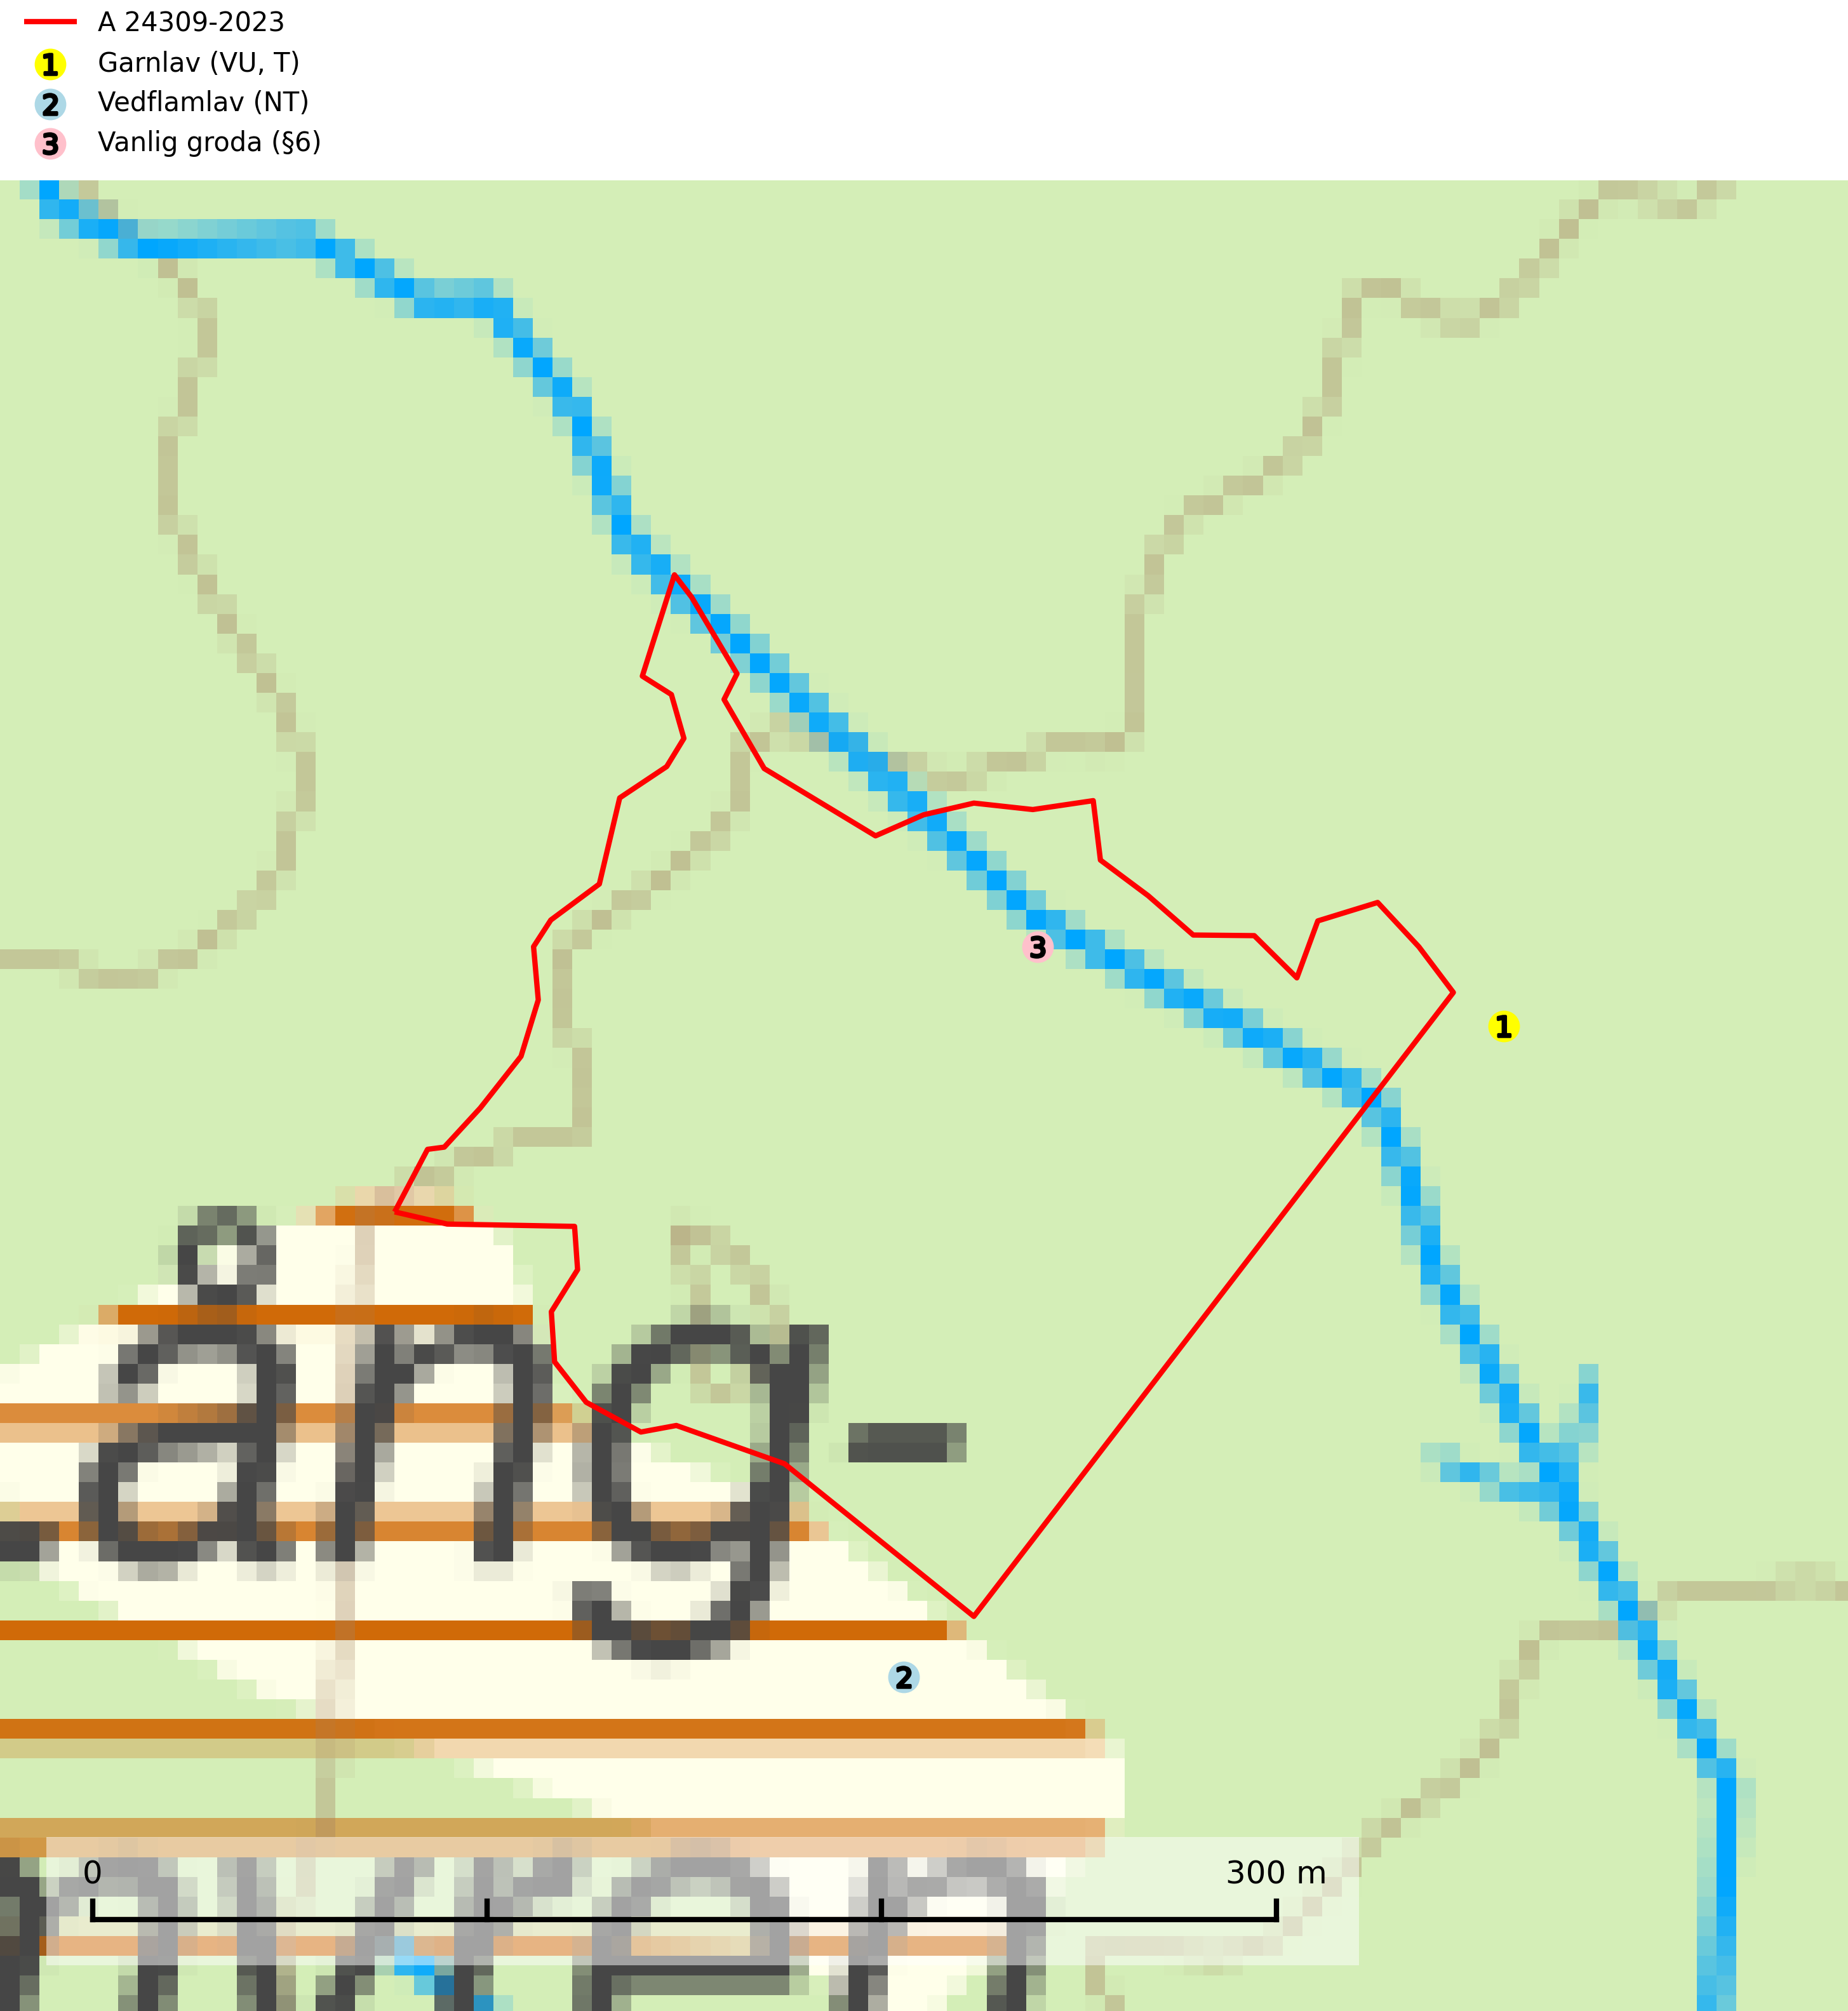 A 24309-2023
1 Garnlav (VU, T)
2 Vedflamlav (NT)
3 Vanlig groda (§6)
3
1
2
0 300 m